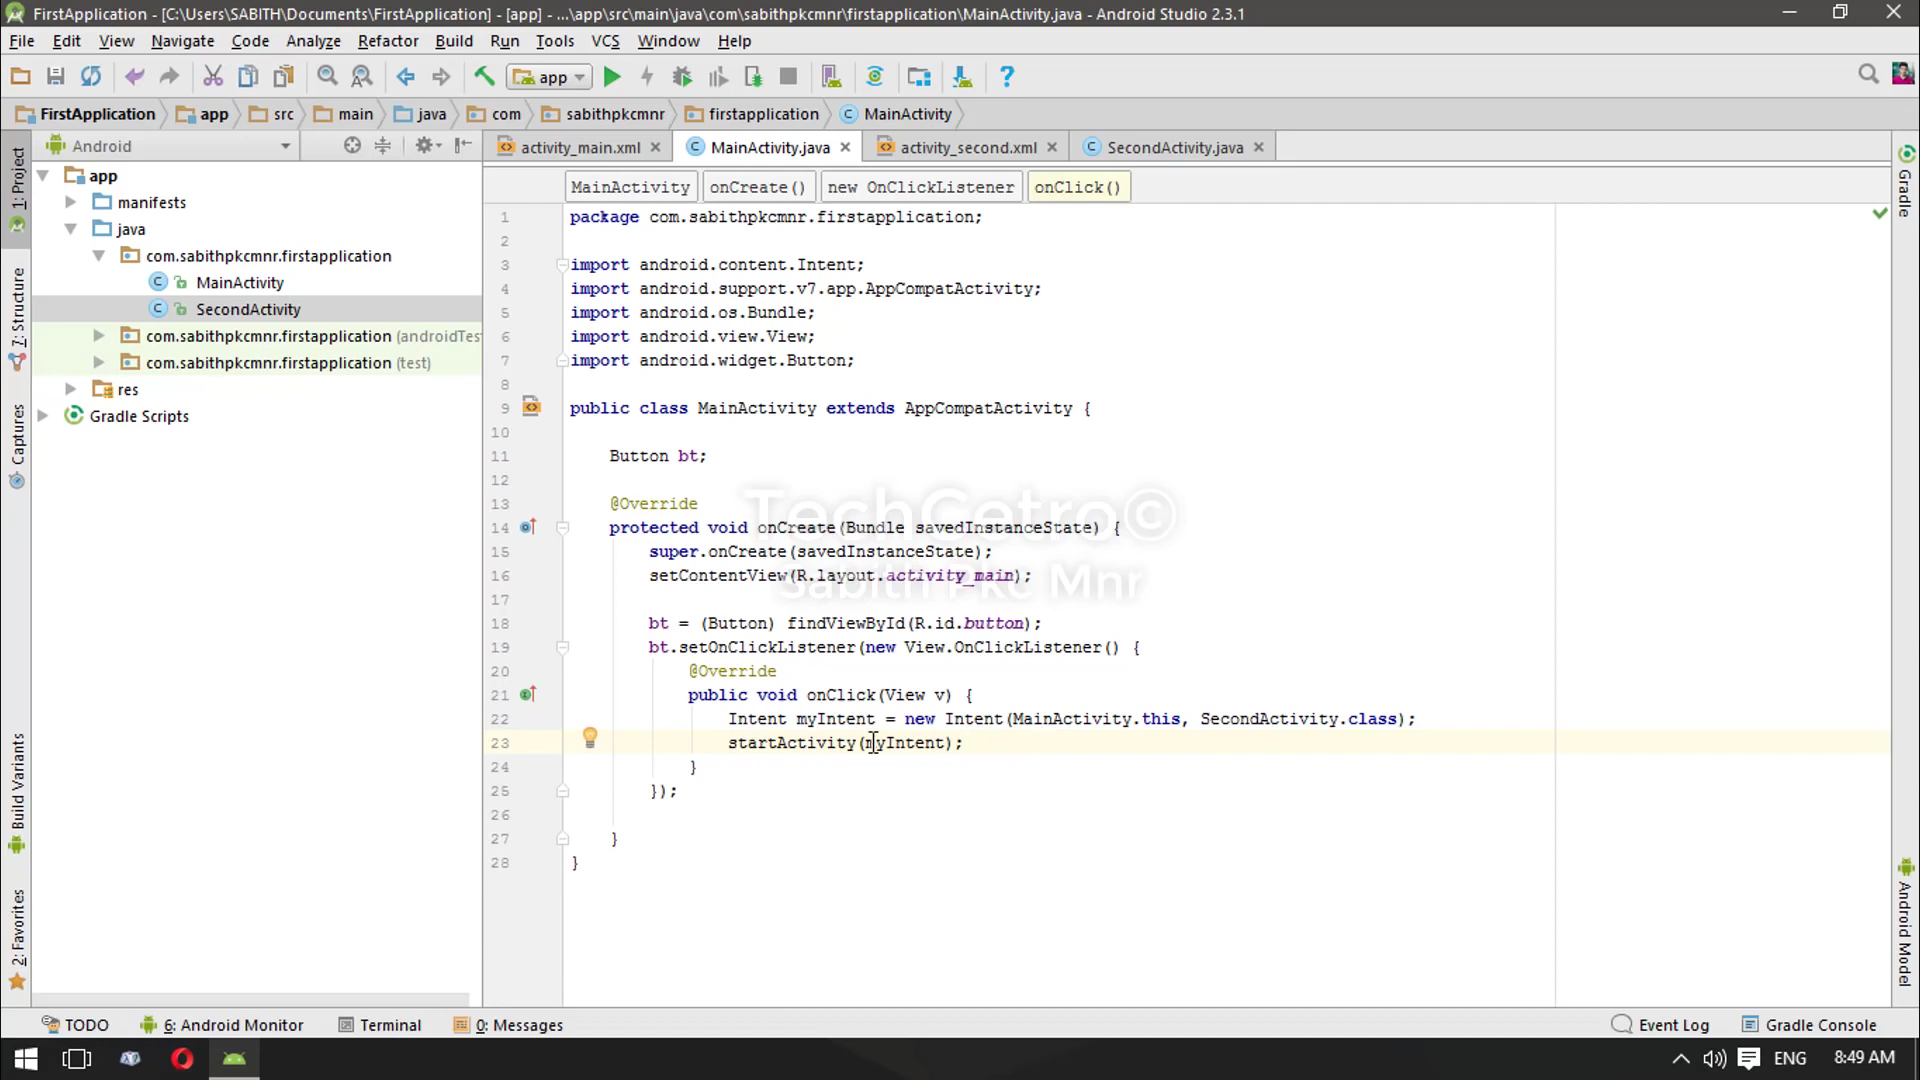 FirstApplication - [C:\Users\SABITH\Documents\FirstApplication] - [app] - ...\app\src\main\java\com\sabithpkcmnr\firstapplication\MainActivity.java - Android Studio 2.3.1
File Edit View Navigate Code Analyze Refactor Build Run Tools VCS Window Help
app
FirstApplication app src main java com sabithpkcmnr firstapplication MainActivity
Android
activity_main.xml MainActivity.java activity_second.xml SecondActivity.java
MainActivity onCreate() new OnClickListener onClick()
1: Project
7: Structure
Captures
Build Variants
2: Favorites
app
manifests
java
com.sabithpkcmnr.firstapplication
MainActivity
SecondActivity
com.sabithpkcmnr.firstapplication (androidTes
com.sabithpkcmnr.firstapplication (test)
res
Gradle Scripts
1 package com.sabithpkcmnr.firstapplication;
2
3 import android.content.Intent;
4 import android.support.v7.app.AppCompatActivity;
5 import android.os.Bundle;
6 import android.view.View;
7 import android.widget.Button;
8
9 public class MainActivity extends AppCompatActivity {
10
11 Button bt;
12
13 @Override
14 protected void onCreate(Bundle savedInstanceState) {
15 super.onCreate(savedInstanceState);
16 setContentView(R.layout.activity_main);
17
18 bt = (Button) findViewById(R.id.button);
19 bt.setOnClickListener(new View.OnClickListener() {
20 @Override
21 public void onClick(View v) {
22 Intent myIntent = new Intent(MainActivity.this, SecondActivity.class);
23 startActivity(myIntent);
24 }
25 });
26
27 }
28 }
TechGetro©
Sabith Pkc Mnr
Gradle
Android Model
TODO 6: Android Monitor Terminal 0: Messages Event Log Gradle Console
ENG 8:49 AM